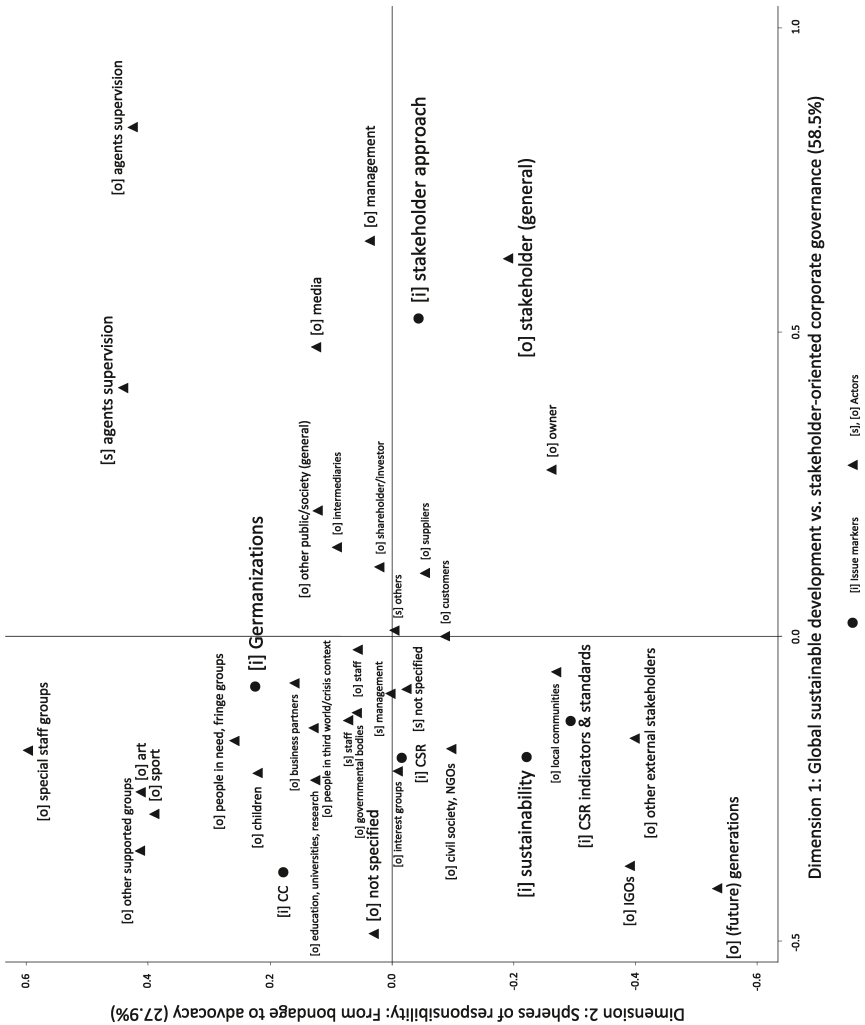 [o] special staff groups
[o] other supported groups
[o] art
[o] sport
[s] agents supervision
[o] agents supervision
[o] people in need, fringe groups
[i] Germanizations
[o] children
[i] CC
[o] business partners
[o] education, universities, research
[o] people in third world/crisis context
[o] other public/society (general)
[o] intermediaries
[o] media
[s] staff
[o] governmental bodies
[o] staff
[o] not specified
[s] management
[o] shareholder/investor
[o] management
[s] others
[o] interest groups
[i] CSR
[s] not specified
[o] suppliers
[i] stakeholder approach
[o] customers
[o] civil society, NGOs
[o] stakeholder (general)
[i] sustainability
[o] local communities
[o] owner
[i] CSR indicators & standards
[o] other external stakeholders
[o] IGOs
[o] (future) generations
0.6
0.4
0.2
0.0
-0.2
-0.4
-0.6
-0.5
0.0
0.5
1.0
Dimension 2: Spheres of responsibility: From bondage to advocacy (27.9%)
Dimension 1: Global sustainable development vs. stakeholder-oriented corporate governance (58.5%)
[i] Issue markers
[s], [o] Actors